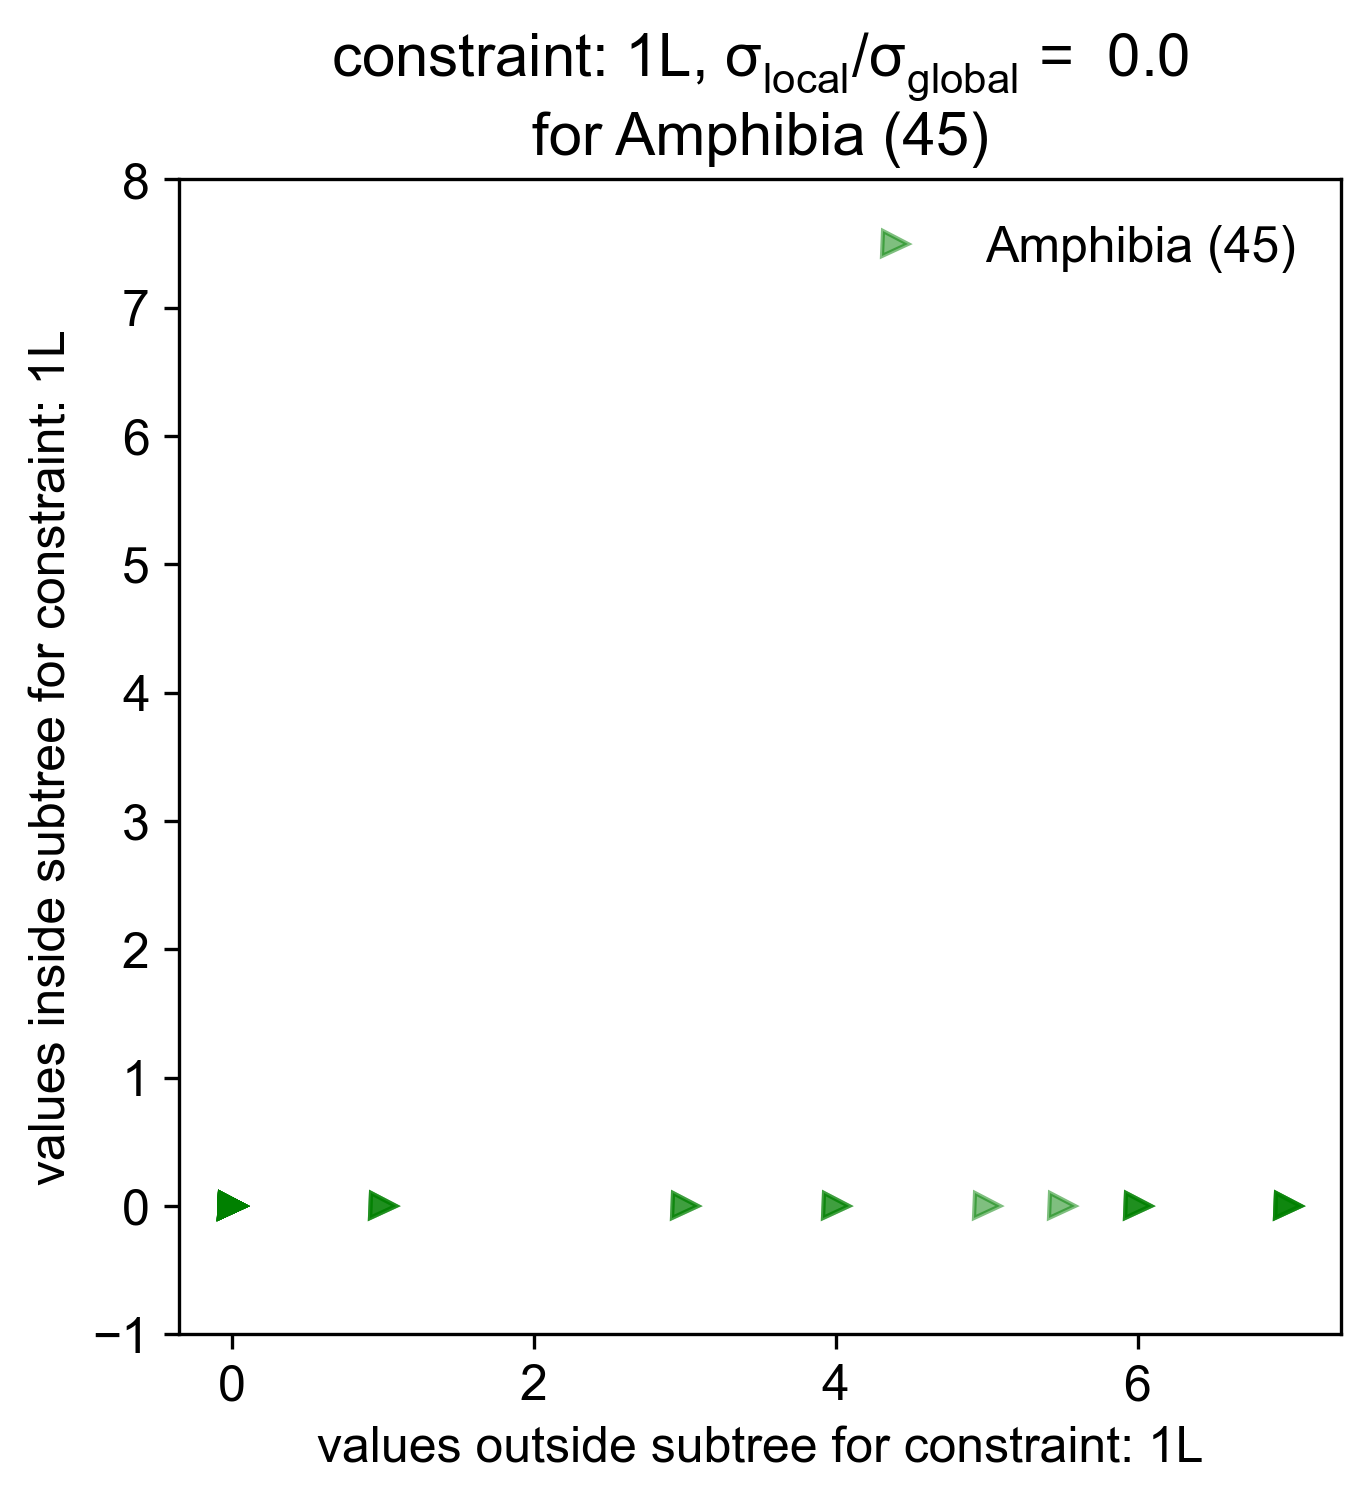 constraint: 1L, σlocal/σglobal = 0.0
for Amphibia (45)
8
Amphibia (45)
7
6
5
4
3
2
1
0
−1
values inside subtree for constraint: 1L
0 2 4 6
values outside subtree for constraint: 1L